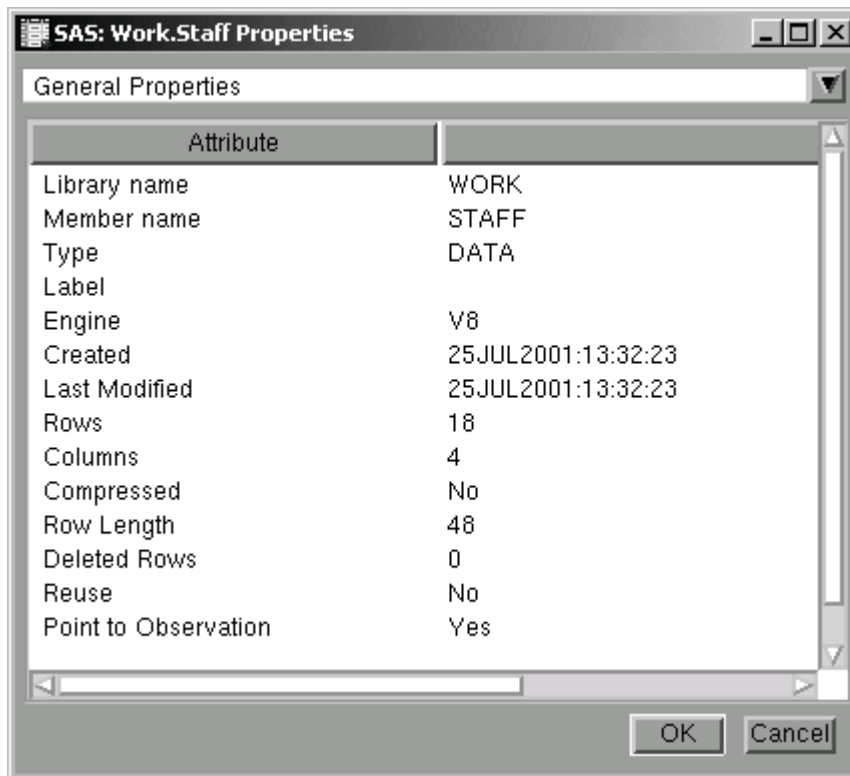 SAS: Work.Staff Properties
General Properties
Attribute
Library name WORK
Member name STAFF
Type DATA
Label
Engine V8
Created 25JUL2001:13:32:23
Last Modified 25JUL2001:13:32:23
Rows 18
Columns 4
Compressed No
Row Length 48
Deleted Rows 0
Reuse No
Point to Observation Yes
OK Cancel